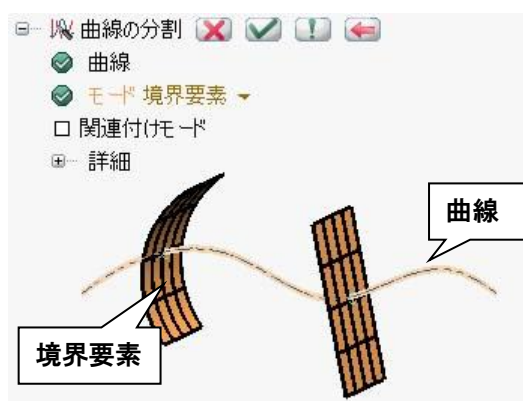 曲線の分割
曲線
モード 境界要素
関連付けモード
詳細
曲線
境界要素